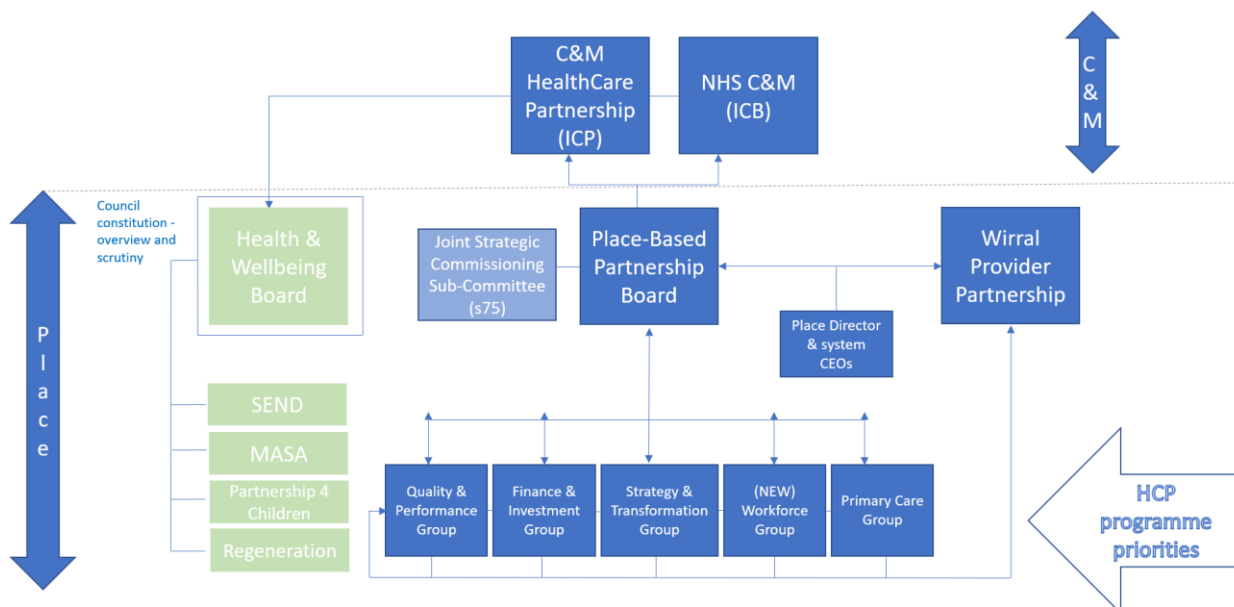 C&M
HealthCare
Partnership
(ICP)
NHS C&M
(ICB)
C
&
M
Council
constitution -
overview and
scrutiny
Health &
Wellbeing
Board
Joint Strategic
Commissioning
Sub-Committee
(s75)
Place-Based
Partnership
Board
Wirral
Provider
Partnership
Place Director
& system
CEOs
P
l
a
c
e
SEND
MASA
Partnership 4
Children
Regeneration
Quality &
Performance
Group
Finance &
Investment
Group
Strategy &
Transformation
Group
(NEW)
Workforce
Group
Primary Care
Group
HCP
programme
priorities